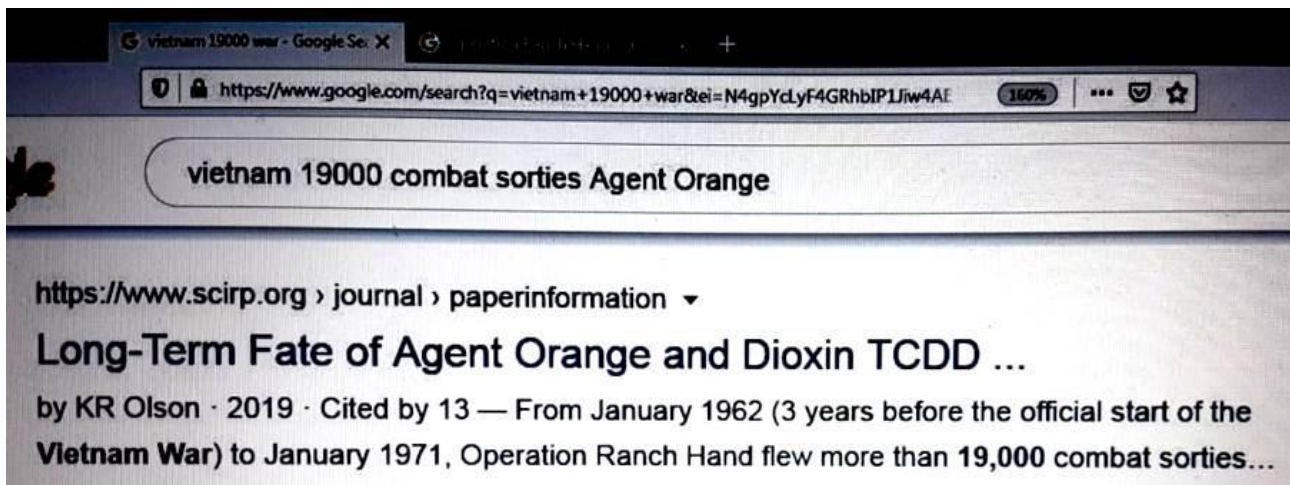 vietnam 19000 war - Google Se
https://www.google.com/search?q=vietnam+19000+war&ei=N4gpYcLyF4GRhbIP1Jiw4AE
160%
vietnam 19000 combat sorties Agent Orange
https://www.scirp.org › journal › paperinformation
Long-Term Fate of Agent Orange and Dioxin TCDD ...
by KR Olson · 2019 · Cited by 13 — From January 1962 (3 years before the official start of the
Vietnam War) to January 1971, Operation Ranch Hand flew more than 19,000 combat sorties...